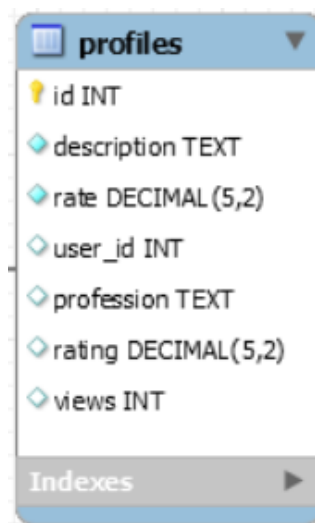 profiles
id INT
description TEXT
rate DECIMAL(5,2)
user_id INT
profession TEXT
rating DECIMAL(5,2)
views INT
Indexes